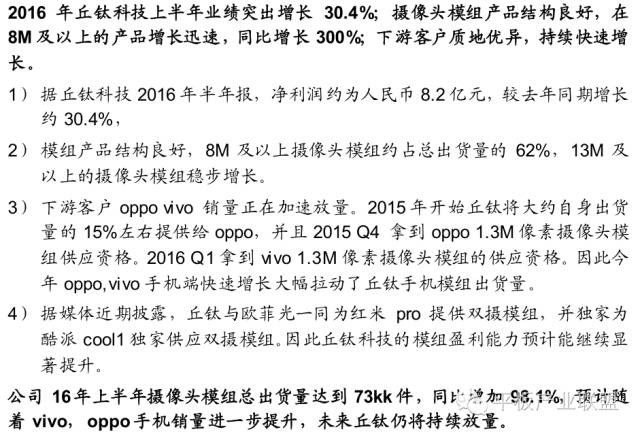 2016 年丘钛科技上半年业绩突出增长 30.4%；摄像头模组产品结构良好，在
8M 及以上的产品增长迅速，同比增长 300%；下游客户质地优异，持续快速增
长。
1） 据丘钛科技 2016 年半年报，净利润约为人民币 8.2 亿元，较去年同期增长
约 30.4%，
2） 模组产品结构良好，8M 及以上摄像头模组约占总出货量的 62%，13M 及
以上的摄像头模组稳步增长。
3） 下游客户 oppo vivo 销量正在加速放量。2015 年开始丘钛将大约自身出货
量的 15%左右提供给 oppo，并且 2015 Q4 拿到 oppo 1.3M 像素摄像头模
组供应资格。2016 Q1 拿到 vivo 1.3M 像素摄像头模组的供应资格。因此今
年 oppo,vivo 手机端快速增长大幅拉动了丘钛手机模组出货量。
4） 据媒体近期披露，丘钛与欧菲光一同为红米 pro 提供双摄模组，并独家为
酷派 cool1 独家供应双摄模组。因此丘钛科技的模组盈利能力预计能继续显
著提升。
公司 16 年上半年摄像头模组总出货量达到 73kk 件，同比增加 98.1%，预计随
着 vivo，oppo 手机销量进一步提升，未来丘钛仍将持续放量。
平板产业联盟